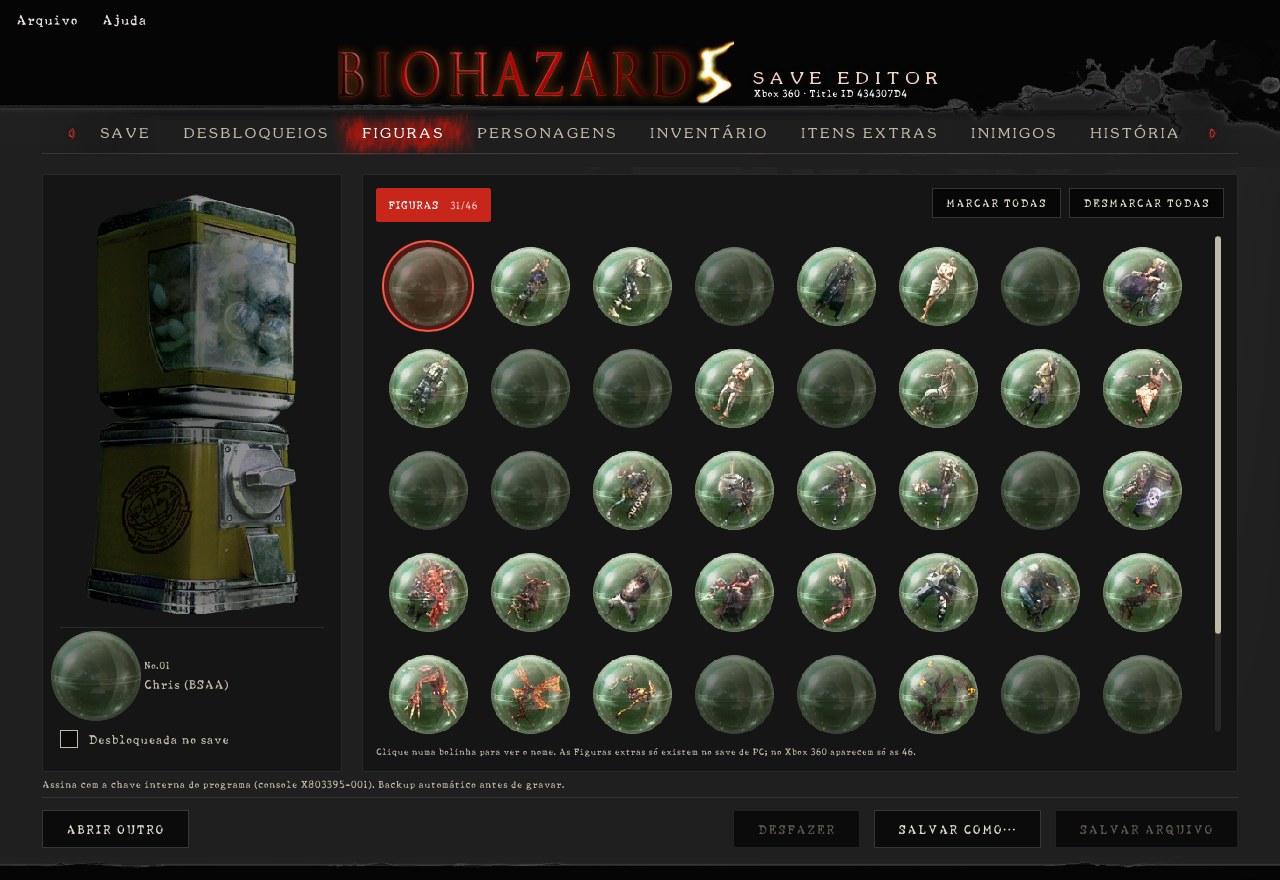 Arquivo Ajuda
BIOHAZARD 5
SAVE EDITOR
Xbox 360 · Title ID 434307D4
SAVE DESBLOQUEIOS FIGURAS PERSONAGENS INVENTÁRIO ITENS EXTRAS INIMIGOS HISTÓRIA
FIGURAS 31/46
MARCAR TODAS DESMARCAR TODAS
No.01
Chris (BSAA)
Desbloqueada no save
Clique numa bolinha para ver o nome. As Figuras extras só existem no save de PC; no Xbox 360 aparecem só as 46.
Assina com a chave interna do programa (console X803395-001). Backup automático antes de gravar.
ABRIR OUTRO DESFAZER SALVAR COMO... SALVAR ARQUIVO